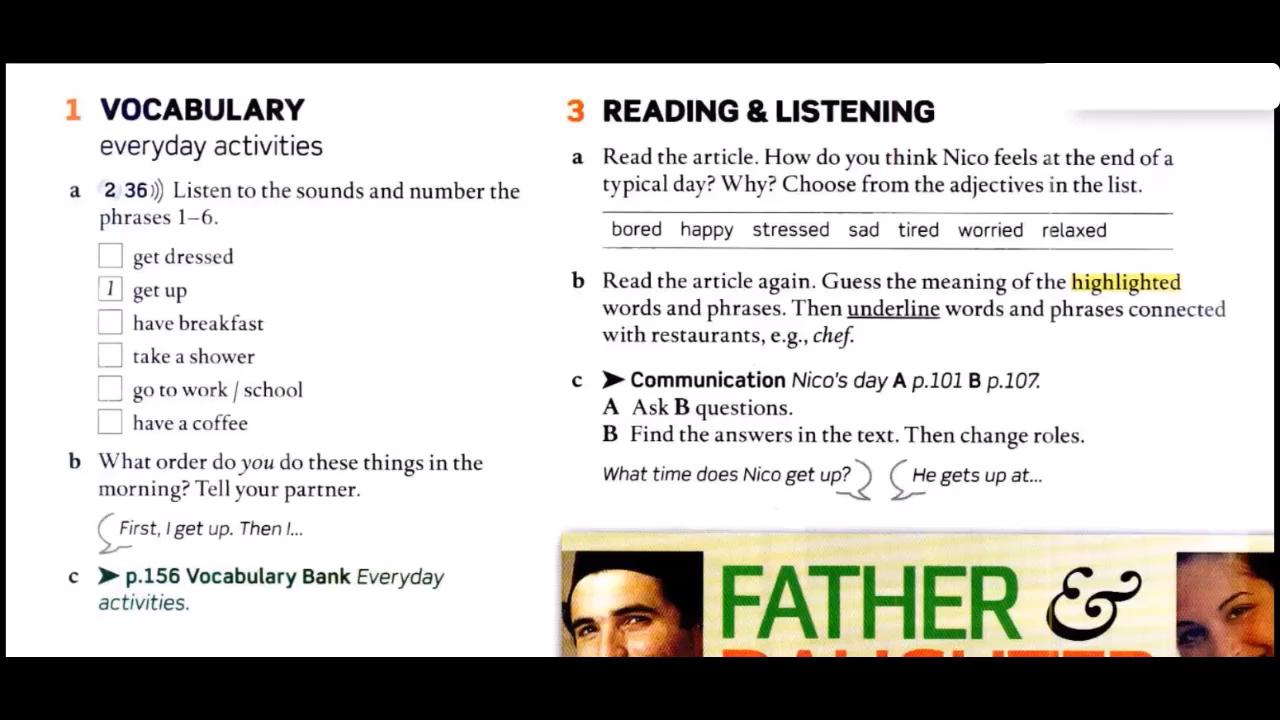 1 VOCABULARY
everyday activities
a 2 36 Listen to the sounds and number the
phrases 1–6.
get dressed
1 get up
have breakfast
take a shower
go to work / school
have a coffee
b What order do you do these things in the
morning? Tell your partner.
First, I get up. Then I...
c ➤ p.156 Vocabulary Bank Everyday
activities.
3 READING & LISTENING
a Read the article. How do you think Nico feels at the end of a
typical day? Why? Choose from the adjectives in the list.
bored happy stressed sad tired worried relaxed
b Read the article again. Guess the meaning of the highlighted
words and phrases. Then underline words and phrases connected
with restaurants, e.g., chef.
c ➤ Communication Nico's day A p.101 B p.107.
A Ask B questions.
B Find the answers in the text. Then change roles.
What time does Nico get up? He gets up at...
FATHER &
DAUGHTER